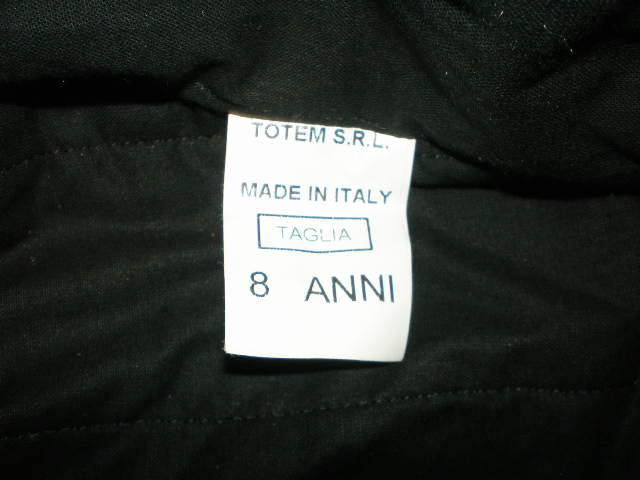 TOTEM S.R.L.
MADE IN ITALY
TAGLIA
8 ANNI